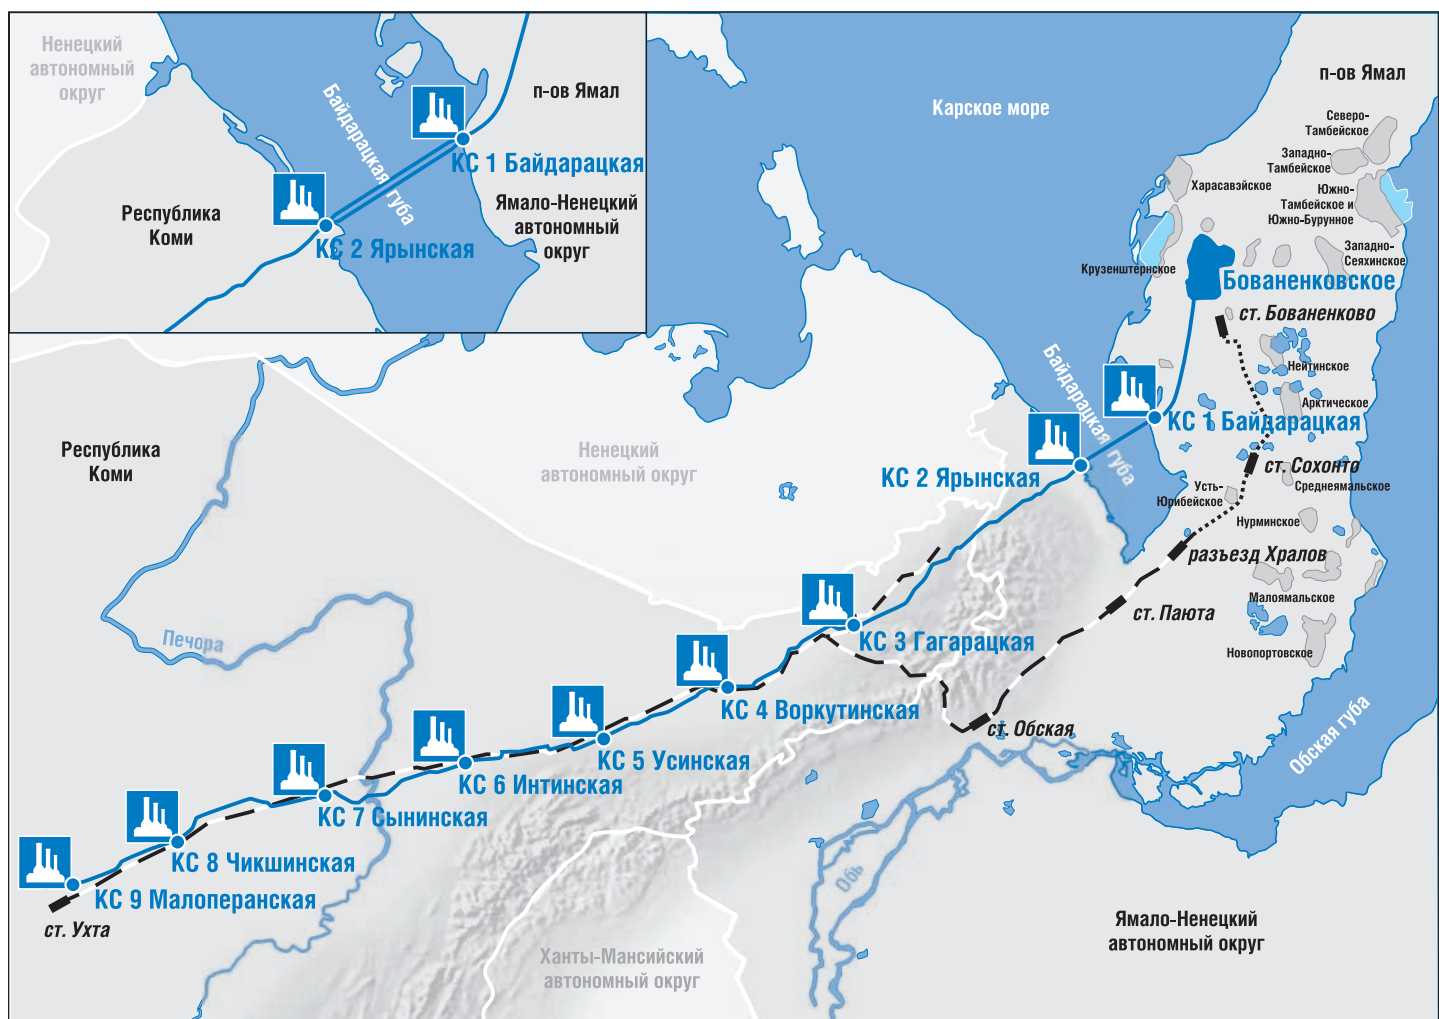 Ненецкий
автономный
округ
Байдарацкая губа
п-ов Ямал
КС 1 Байдарацкая
Республика
Коми
Ямало-Ненецкий
автономный
округ
КС 2 Ярынская
Карское море
п-ов Ямал
Северо-
Тамбейское
Западно-
Тамбейское
Харасавэйское
Южно-
Тамбейское и
Южно-Бурунное
Западно-
Сеяхинское
Крузенштернское
Бованенковское
ст. Бованенково
Байдарацкая губа
Нейтинское
Арктическое
КС 1 Байдарацкая
Республика
Коми
Ненецкий
автономный округ
КС 2 Ярынская
ст. Сохонто
Усть-
Юрибейское
Среднеямальское
Нурминское
разъезд Хралов
Малоямальское
ст. Паюта
Печора
КС 3 Гагарацкая
Новопортовское
КС 4 Воркутинская
ст. Обская
Обская губа
КС 5 Усинская
КС 6 Интинская
КС 7 Сынинская
КС 8 Чикшинская
Обь
КС 9 Малоперанская
ст. Ухта
Ямало-Ненецкий
автономный округ
Ханты-Мансийский
автономный округ